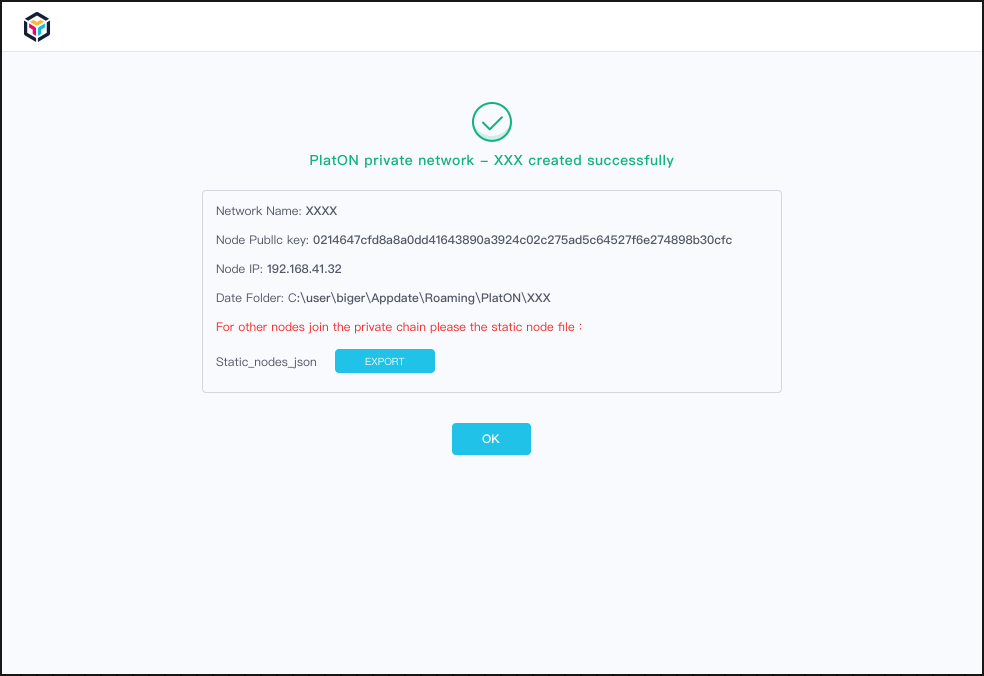 PlatON private network – XXX created successfully
Network Name: XXXX
Node Publlc key: 0214647cfd8a8a0dd41643890a3924c02c275ad5c64527f6e274898b30cfc
Node IP: 192.168.41.32
Date Folder: C:\user\biger\Appdate\Roaming\PlatON\XXX
For other nodes join the private chain please the static node file：
Static_nodes_json EXPORT
OK